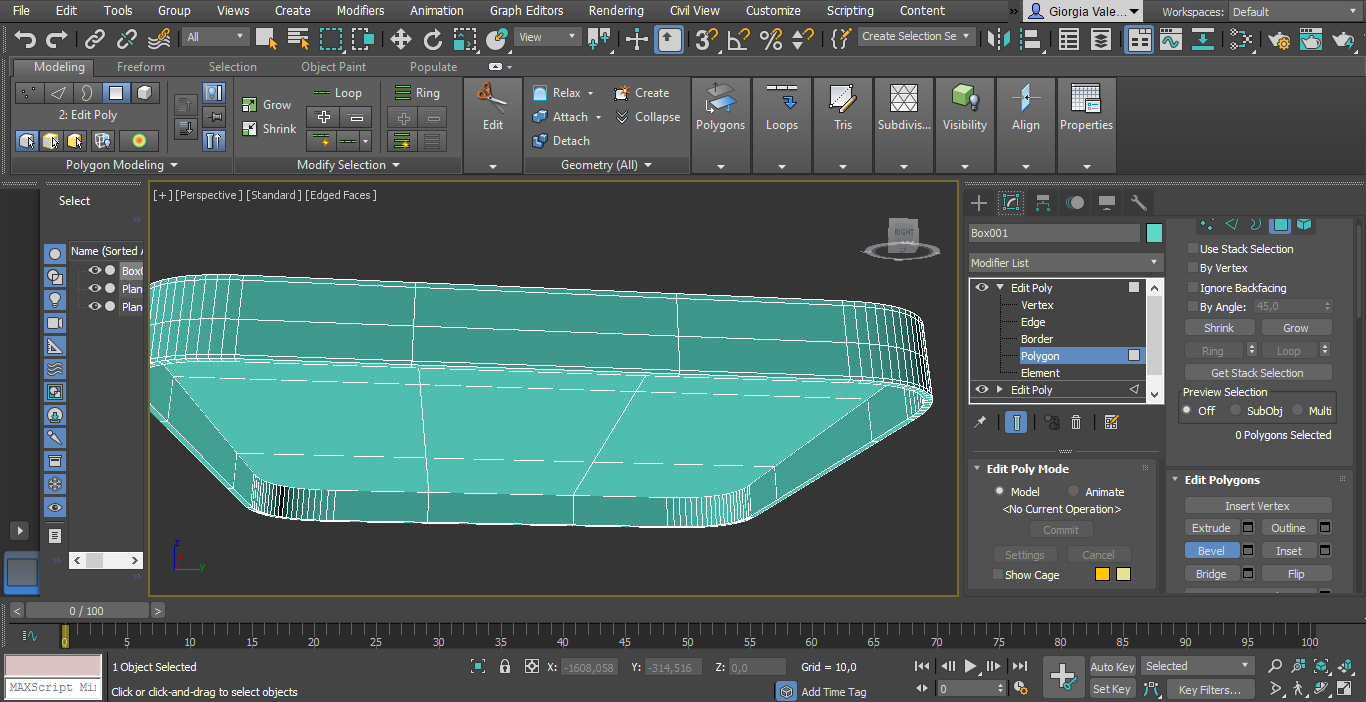 File Edit Tools Group Views Create Modifiers Animation Graph Editors Rendering Civil View Customize Scripting Content » Giorgia Vale... Workspaces: Default
All View Create Selection Se
Modeling Freeform Selection Object Paint Populate
2: Edit Poly
Polygon Modeling
Grow
Shrink
Loop
Ring
Modify Selection
Edit
Relax
Create
Attach
Collapse
Detach
Geometry (All)
Polygons
Loops
Tris
Subdivis...
Visibility
Align
Properties
Select
Name (Sorted A
Box0
Plan
Plan
[+] [Perspective ] [Standard ] [Edged Faces ]
RIGHT
z
y
Box001
Modifier List
Edit Poly
Vertex
Edge
Border
Polygon
Element
Edit Poly
Edit Poly Mode
Model Animate
<No Current Operation>
Commit
Settings Cancel
Show Cage
Use Stack Selection
By Vertex
Ignore Backfacing
By Angle: 45,0
Shrink Grow
Ring Loop
Get Stack Selection
Preview Selection
Off SubObj Multi
0 Polygons Selected
Edit Polygons
Insert Vertex
Extrude Outline
Bevel Inset
Bridge Flip
< 0 / 100 >
0 5 10 15 20 25 30 35 40 45 50 55 60 65 70 75 80 85 90 95 100
MAXScript Mi
1 Object Selected
Click or click-and-drag to select objects
X: -1608,058 Y: -314,516 Z: 0,0 Grid = 10,0
Add Time Tag
0
Auto Key Selected
Set Key Key Filters...